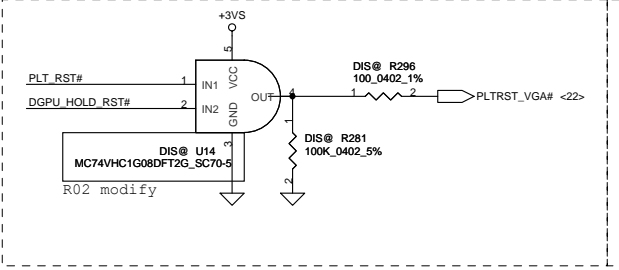 +3VS
5
DIS@ R296
100_0402_1%
PLT_RST# 1 IN1 VCC
DGPU_HOLD_RST# 2 IN2 GND OUT 4 1 2 PLTRST_VGA# <22>
3
1
DIS@ U14
MC74VHC1G08DFT2G_SC70-5
DIS@ R281
100K_0402_5%
2
R02 modify